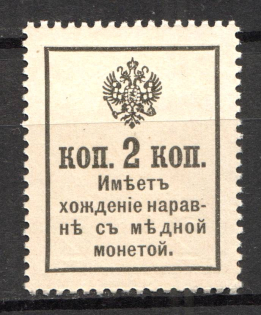 коп. 2 коп.
Имѣетъ
хожденіе нарав-
нѣ съ мѣдной
монетой.